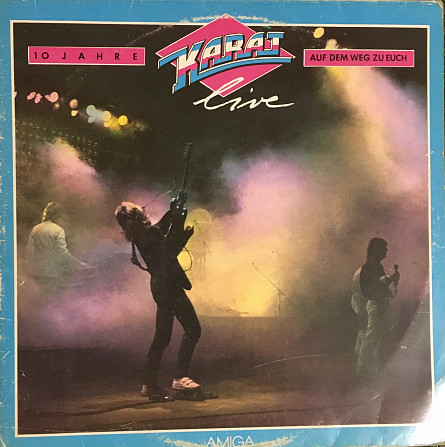 10 JAHRE
KARAT
AUF DEM WEG ZU EUCH
live
AMIGA